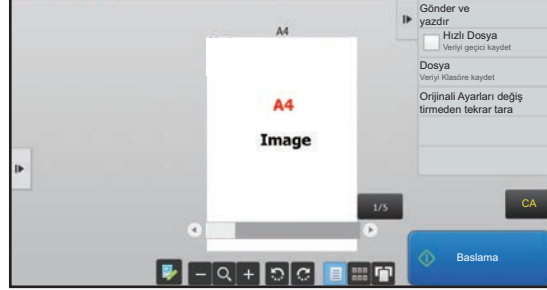 A4
A4
Image
1/5
Gönder ve
yazdır
Hızlı Dosya
Veriyi geçici kaydet
Dosya
Veriyi Klasöre kaydet
Orijinali Ayarları değiş
tirmeden tekrar tara
CA
Baslama